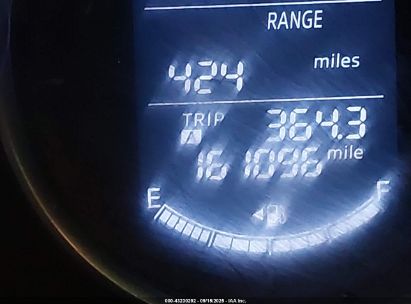 RANGE
424 miles
TRIP 364.3
A
161096 mile
E F